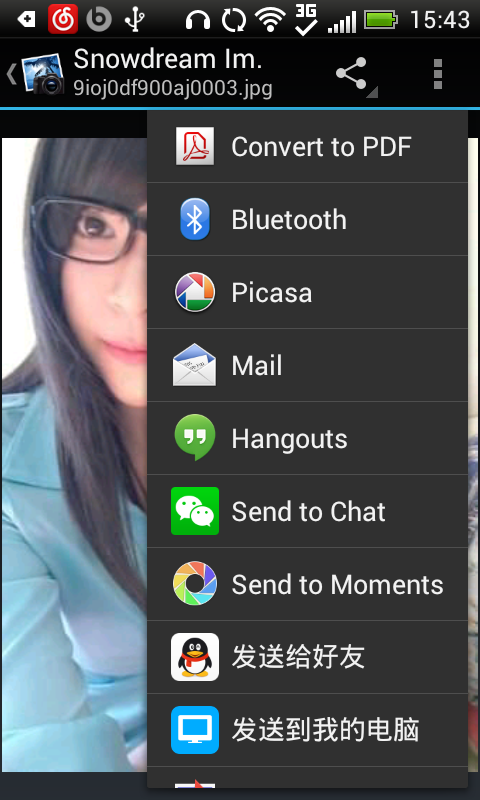 3G
15:43
Snowdream Im.
9ioj0df900aj0003.jpg
Convert to PDF
Bluetooth
Picasa
Mail
Hangouts
Send to Chat
Send to Moments
发送给好友
发送到我的电脑